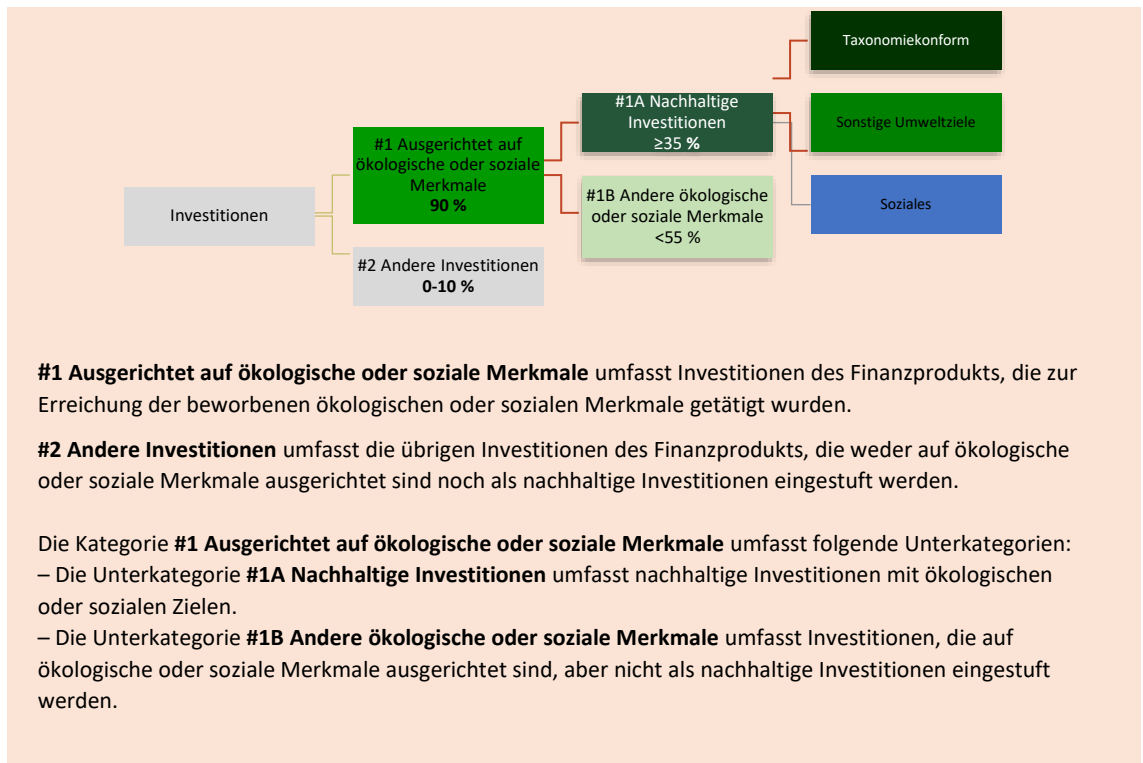 Investitionen
#1 Ausgerichtet auf
ökologische oder soziale
Merkmale
90 %
#2 Andere Investitionen
0-10 %
#1A Nachhaltige
Investitionen
≥35 %
#1B Andere ökologische
oder soziale Merkmale
<55 %
Taxonomiekonform
Sonstige Umweltziele
Soziales
#1 Ausgerichtet auf ökologische oder soziale Merkmale umfasst Investitionen des Finanzprodukts, die zur
Erreichung der beworbenen ökologischen oder sozialen Merkmale getätigt wurden.
#2 Andere Investitionen umfasst die übrigen Investitionen des Finanzprodukts, die weder auf ökologische
oder soziale Merkmale ausgerichtet sind noch als nachhaltige Investitionen eingestuft werden.
Die Kategorie #1 Ausgerichtet auf ökologische oder soziale Merkmale umfasst folgende Unterkategorien:
– Die Unterkategorie #1A Nachhaltige Investitionen umfasst nachhaltige Investitionen mit ökologischen
oder sozialen Zielen.
– Die Unterkategorie #1B Andere ökologische oder soziale Merkmale umfasst Investitionen, die auf
ökologische oder soziale Merkmale ausgerichtet sind, aber nicht als nachhaltige Investitionen eingestuft
werden.